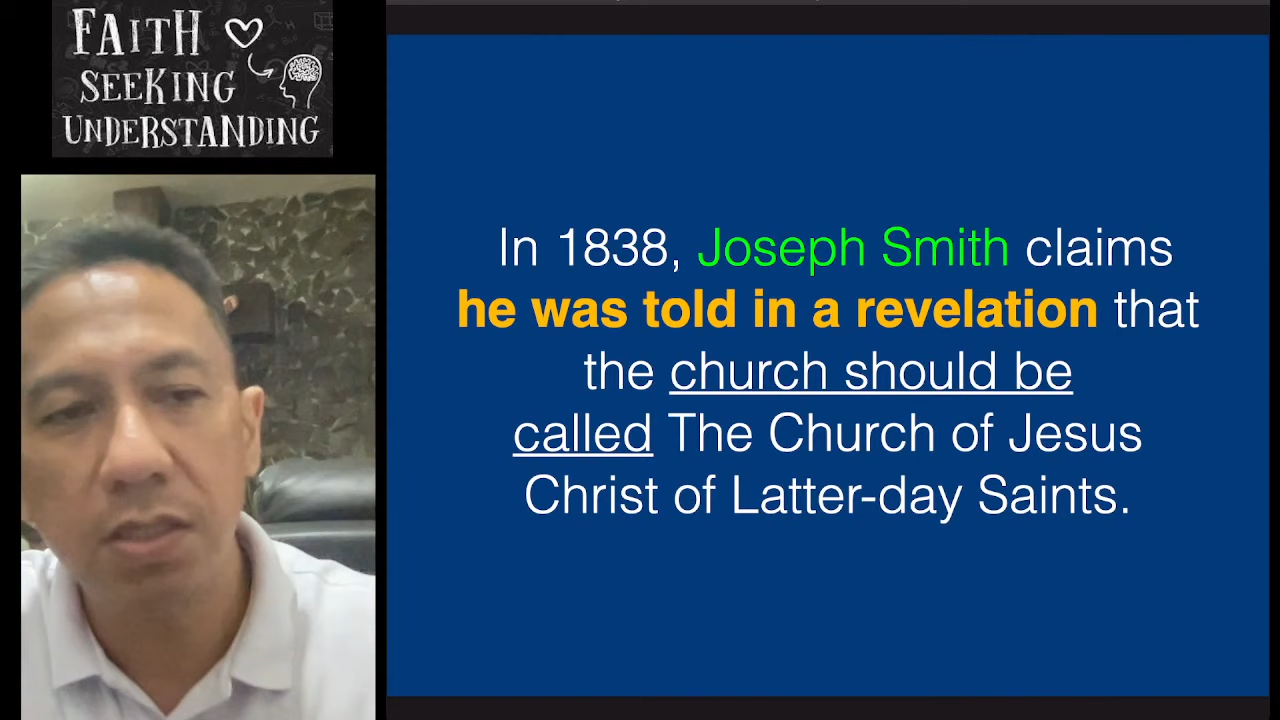 FAITH
SEEKING
UNDERSTANDING
In 1838, Joseph Smith claims
he was told in a revelation that
the church should be
called The Church of Jesus
Christ of Latter-day Saints.